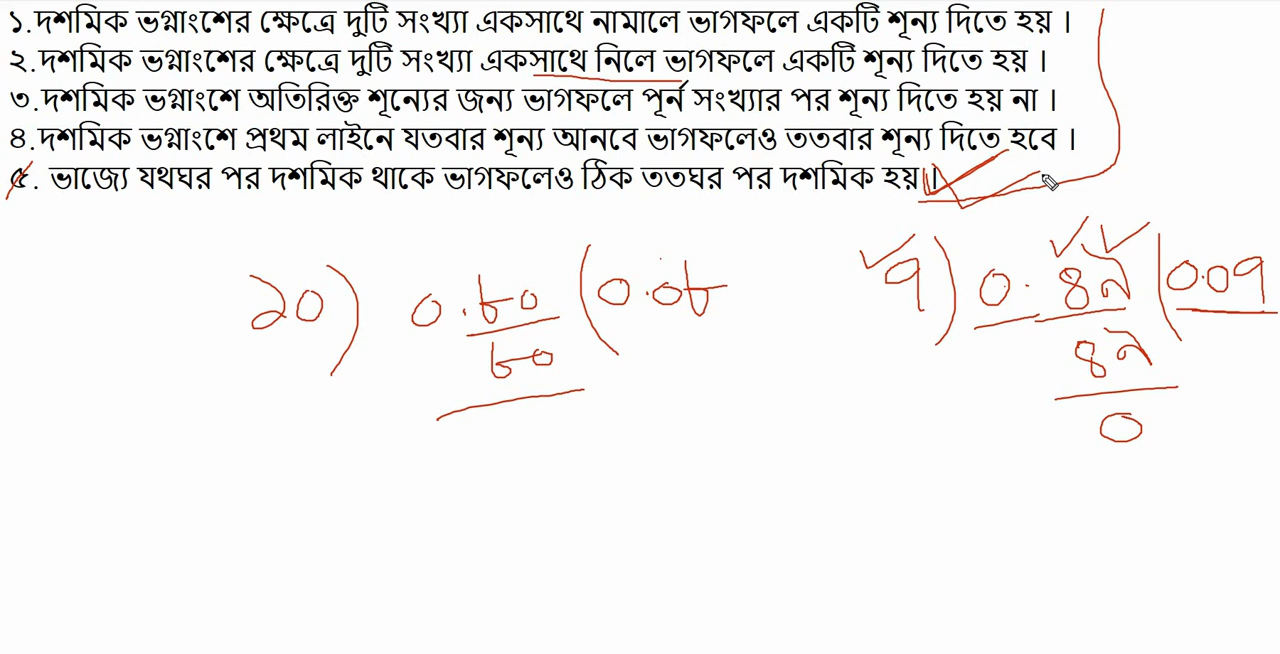 ১.দশমিক ভগ্নাংশের ক্ষেত্রে দুটি সংখ্যা একসাথে নামালে ভাগফলে একটি শূন্য দিতে হয় ।
২.দশমিক ভগ্নাংশের ক্ষেত্রে দুটি সংখ্যা একসাথে নিলে ভাগফলে একটি শূন্য দিতে হয় ।
৩.দশমিক ভগ্নাংশে অতিরিক্ত শূন্যের জন্য ভাগফলে পূর্ন সংখ্যার পর শূন্য দিতে হয় না ।
৪.দশমিক ভগ্নাংশে প্রথম লাইনে যতবার শূন্য আনবে ভাগফলেও ততবার শূন্য দিতে হবে ।
৫. ভাজ্যে যথঘর পর দশমিক থাকে ভাগফলেও ঠিক ততঘর পর দশমিক হয় ।
১০) ০.৮০ (০.০৮
৮০
৭) ০.৪৯ (০.০৭
৪৯
০